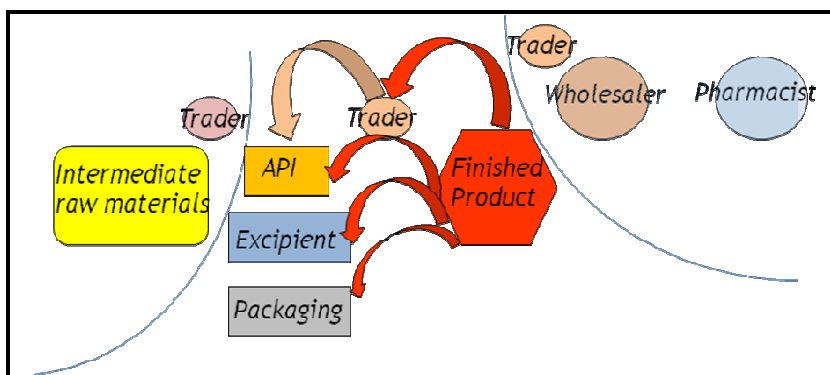 Trader
Wholesaler
Pharmacist
Trader
Trader
API
Finished
Product
Intermediate
raw materials
Excipient
Packaging